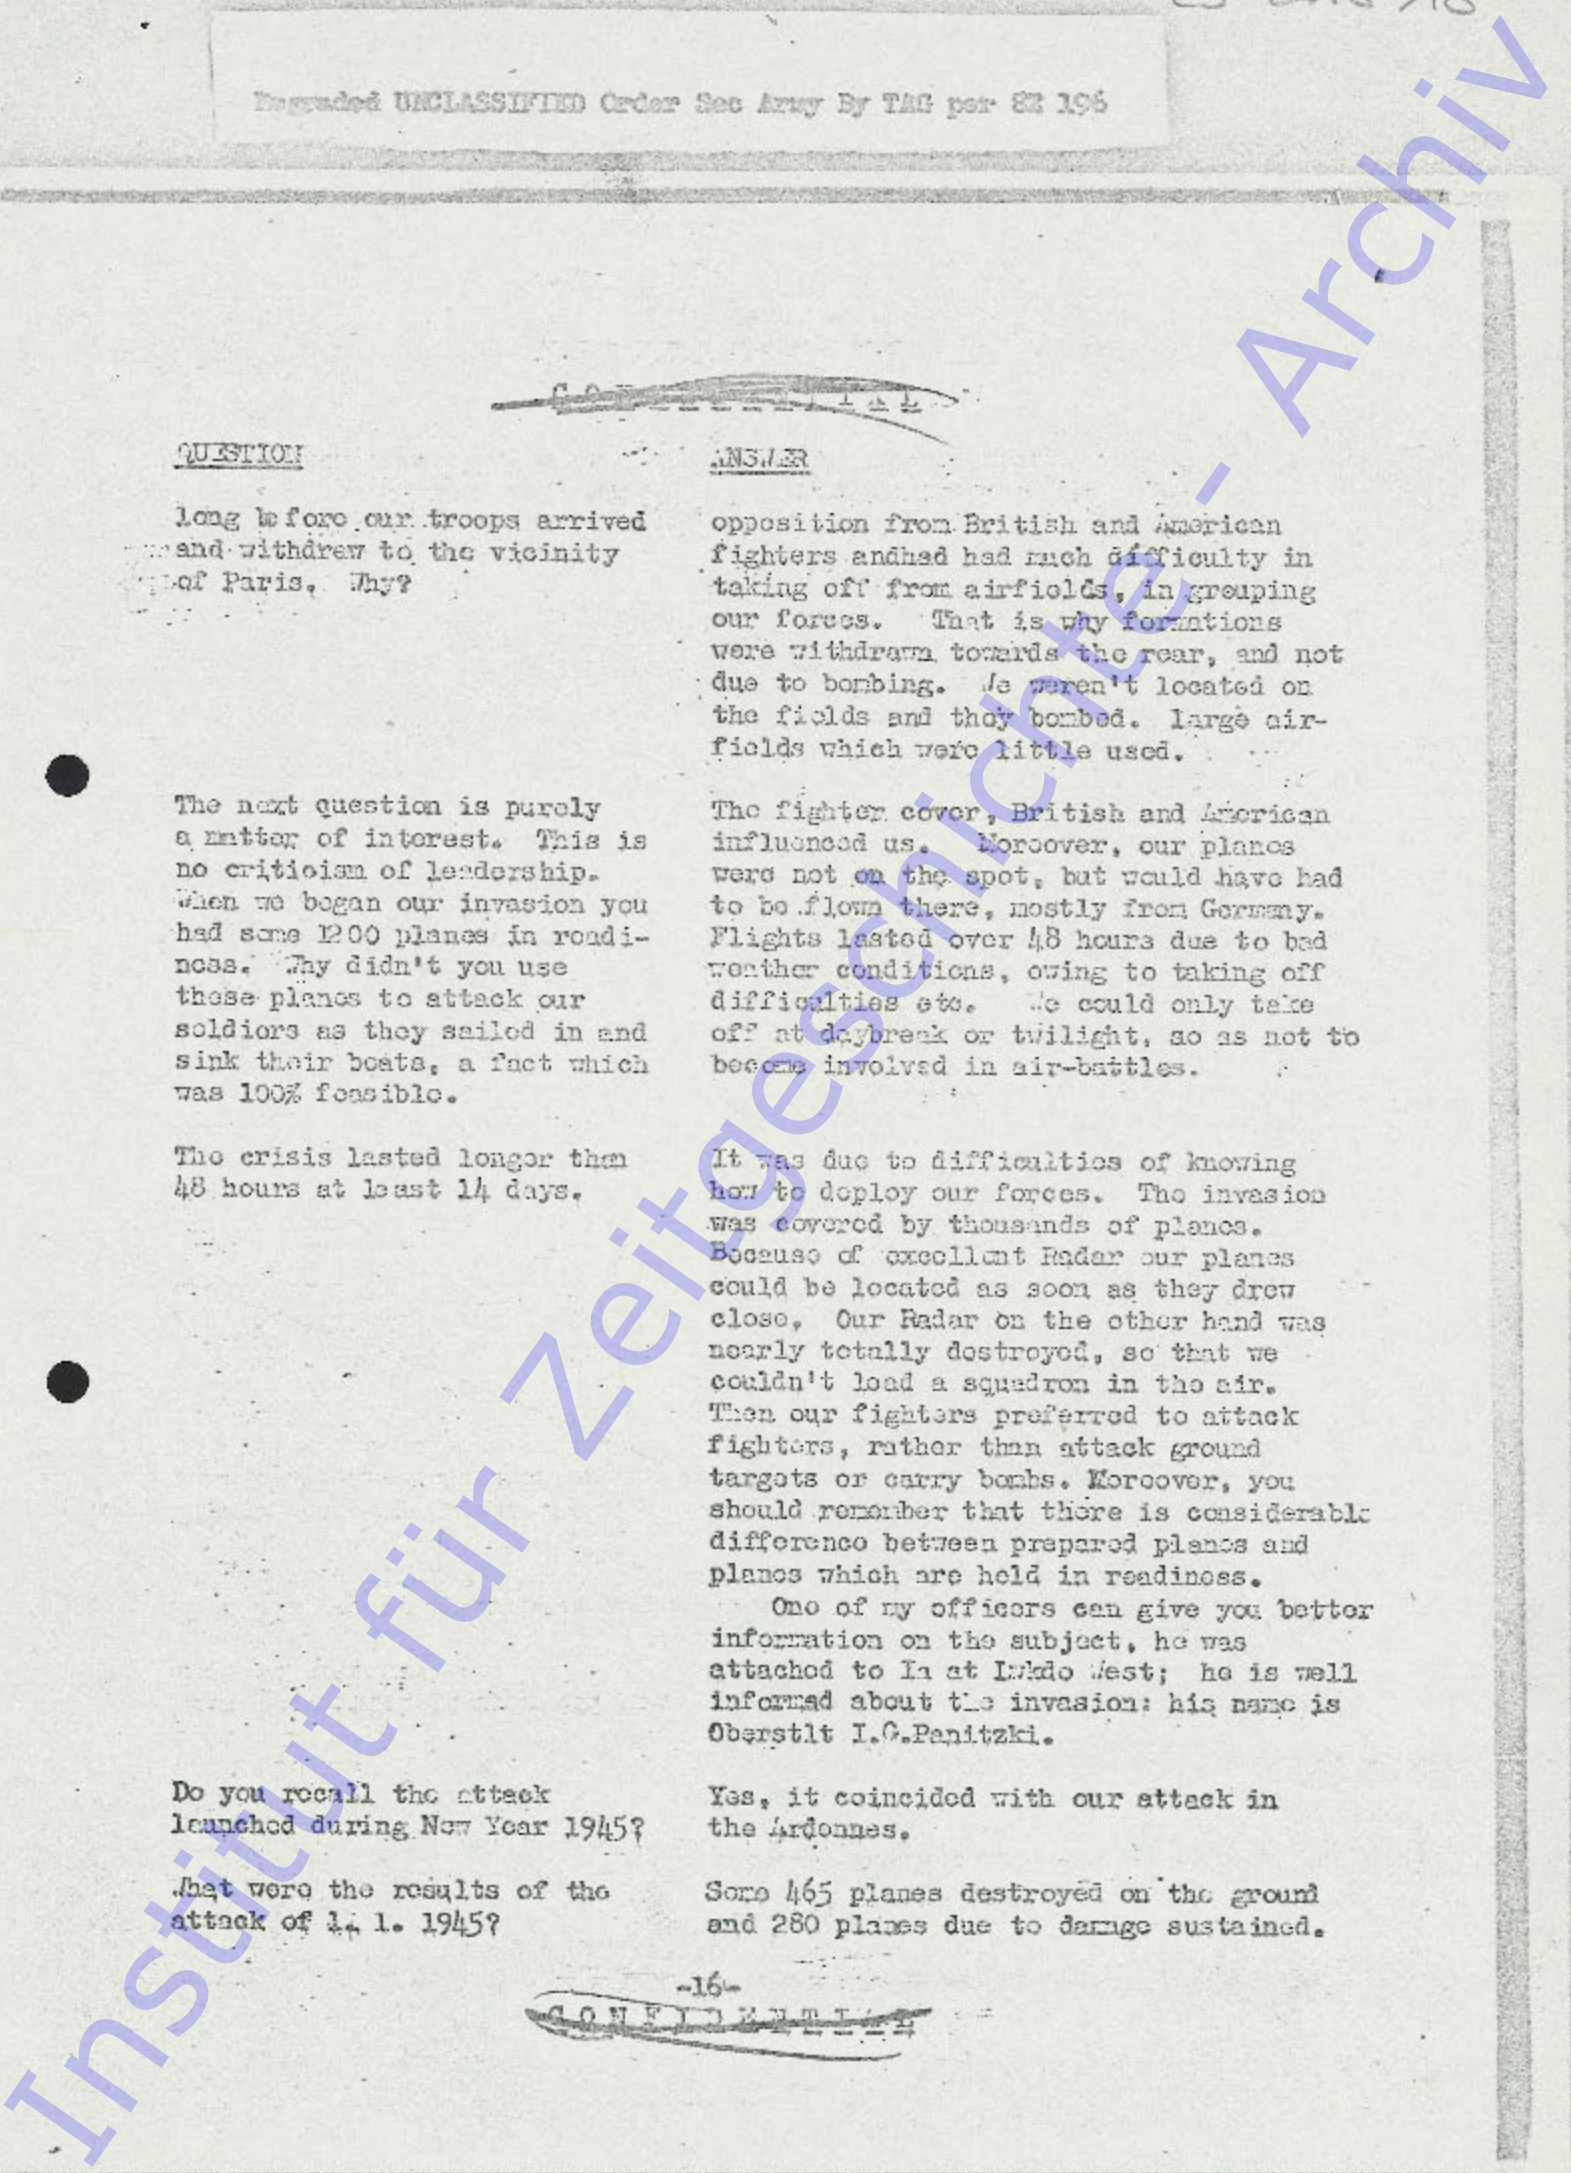 Regraded UNCLASSIFIED Order Sec Army By TAG per 8Z 196
CONFIDENTIAL
QUESTION
long before our troops arrived
and withdrew to the vicinity
of Paris. Why?
The next question is purely
a matter of interest. This is
no criticism of leadership.
When we began our invasion you
had some 1200 planes in readi-
ness. Why didn't you use
those planes to attack our
soldiers as they sailed in and
sink their boats, a fact which
was 100% feasible.
The crisis lasted longer than
48 hours at least 14 days.
Do you recall the attack
launched during New Year 1945?
What were the results of the
attack of 1. 1. 1945?
ANSWER
opposition from British and American
fighters andhad had much difficulty in
taking off from airfields, in grouping
our forces. That is why formations
were withdrawn towards the rear, and not
due to bombing. We weren't located on
the fields and they bombed. large air-
fields which were little used.
The fighter cover, British and American
influenced us. Moreover, our planes
were not on the spot, but would have had
to be flown there, mostly from Germany.
Flights lasted over 48 hours due to bad
weather conditions, owing to taking off
difficulties etc. We could only take
off at daybreak or twilight, so as not to
become involved in air-battles.
It was due to difficulties of knowing
how to deploy our forces. The invasion
was covered by thousands of planes.
Because of excellent Radar our planes
could be located as soon as they drew
close. Our Radar on the other hand was
nearly totally destroyed, so that we
couldn't lead a squadron in the air.
Then our fighters preferred to attack
fighters, rather than attack ground
targets or carry bombs. Moreover, you
should remember that there is considerable
difference between prepared planes and
planes which are held in readiness.
One of my officers can give you better
information on the subject, he was
attached to Ia at Lwkdo West; he is well
informed about the invasion: his name is
Oberstlt I.G.Panitzki.
Yes, it coincided with our attack in
the Ardennes.
Some 465 planes destroyed on the ground
and 280 planes due to damage sustained.
-16-
CONFIDENTIAL
Institut für Zeitgeschichte - Archiv